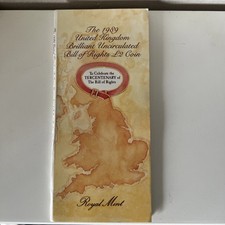 The 1989
United Kingdom
Brilliant Uncirculated
Bill of Rights £2 Coin
To Celebrate the
TERCENTENARY of
The Bill of Rights
Royal Mint